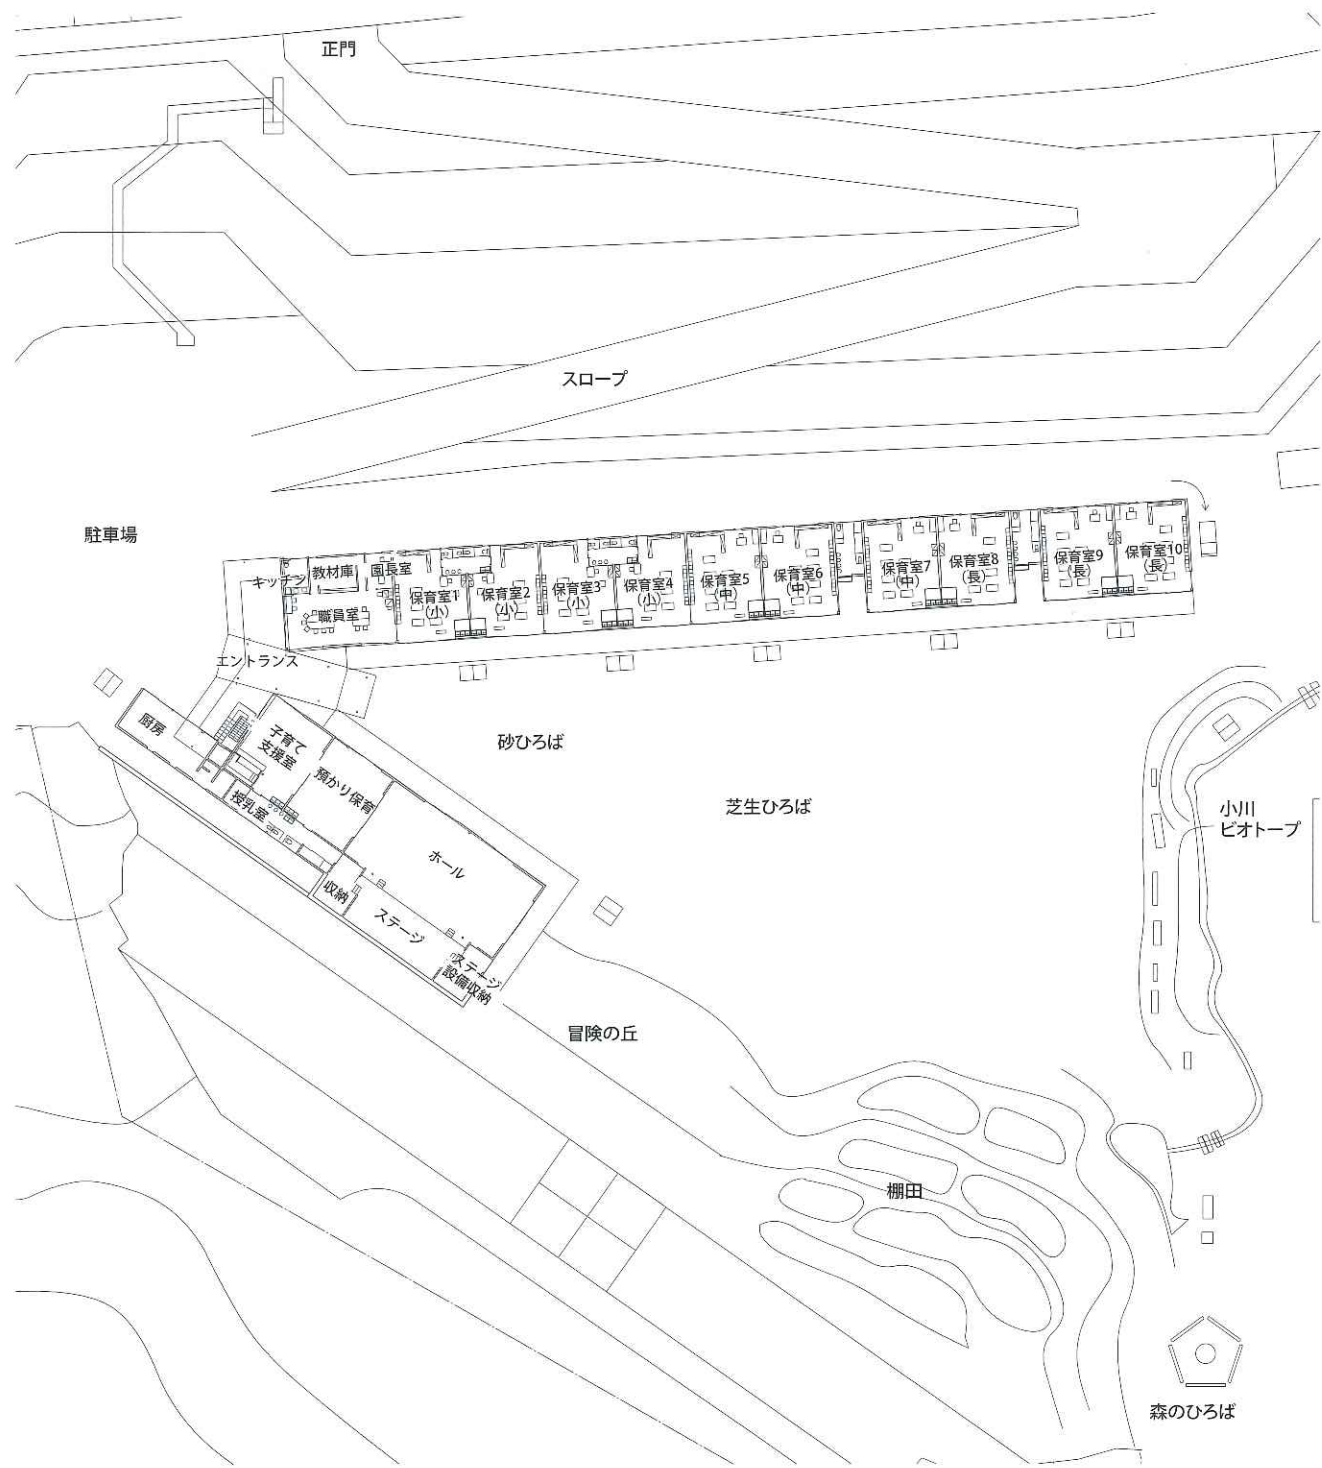 正門
スロープ
駐車場
キッチン
教材庫
園長室
職員室
保育室1
(小)
保育室2
(小)
保育室3
(小)
保育室4
(小)
保育室5
(中)
保育室6
(中)
保育室7
(中)
保育室8
(長)
保育室9
(長)
保育室10
(長)
エントランス
厨房
子育て
支援室
預かり保育
授乳室
ホール
収納
ステージ
ステージ
設備収納
砂ひろば
芝生ひろば
小川
ビオトープ
冒険の丘
棚田
森のひろば